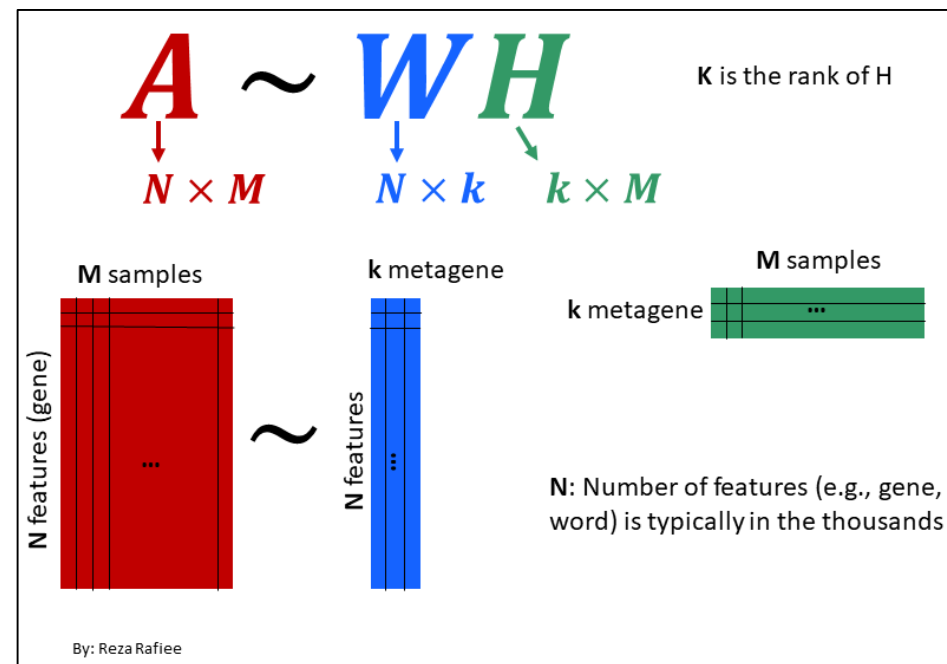 A ~ W H
K is the rank of H
N × M
N × k
k × M
M samples
k metagene
M samples
k metagene
N features (gene)
...
~
N features
...
...
N: Number of features (e.g., gene,
word) is typically in the thousands
By: Reza Rafiee